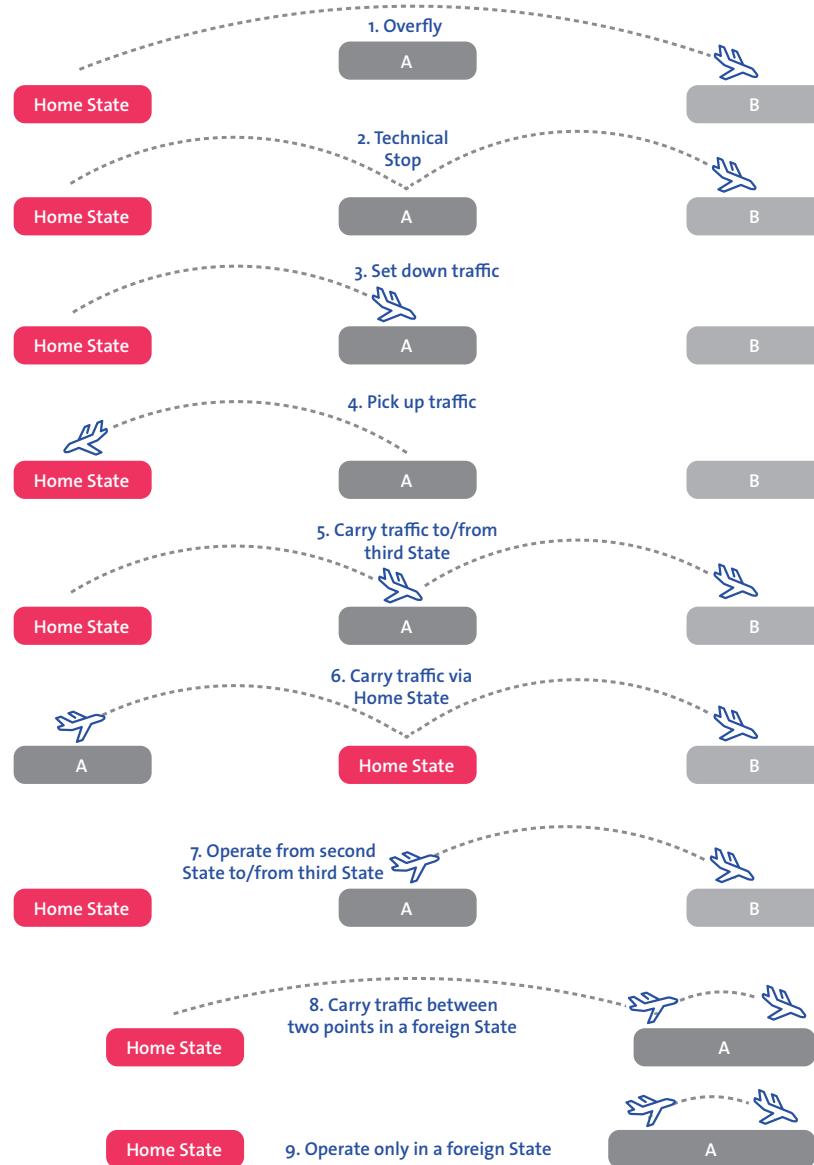 1. Overfly
A
Home State
B
2. Technical
Stop
Home State
A
B
3. Set down traffic
Home State
A
B
4. Pick up traffic
Home State
A
B
5. Carry traffic to/from
third State
Home State
A
B
6. Carry traffic via
Home State
A
Home State
B
7. Operate from second
State to/from third State
Home State
A
B
8. Carry traffic between
two points in a foreign State
Home State
A
Home State
9. Operate only in a foreign State
A